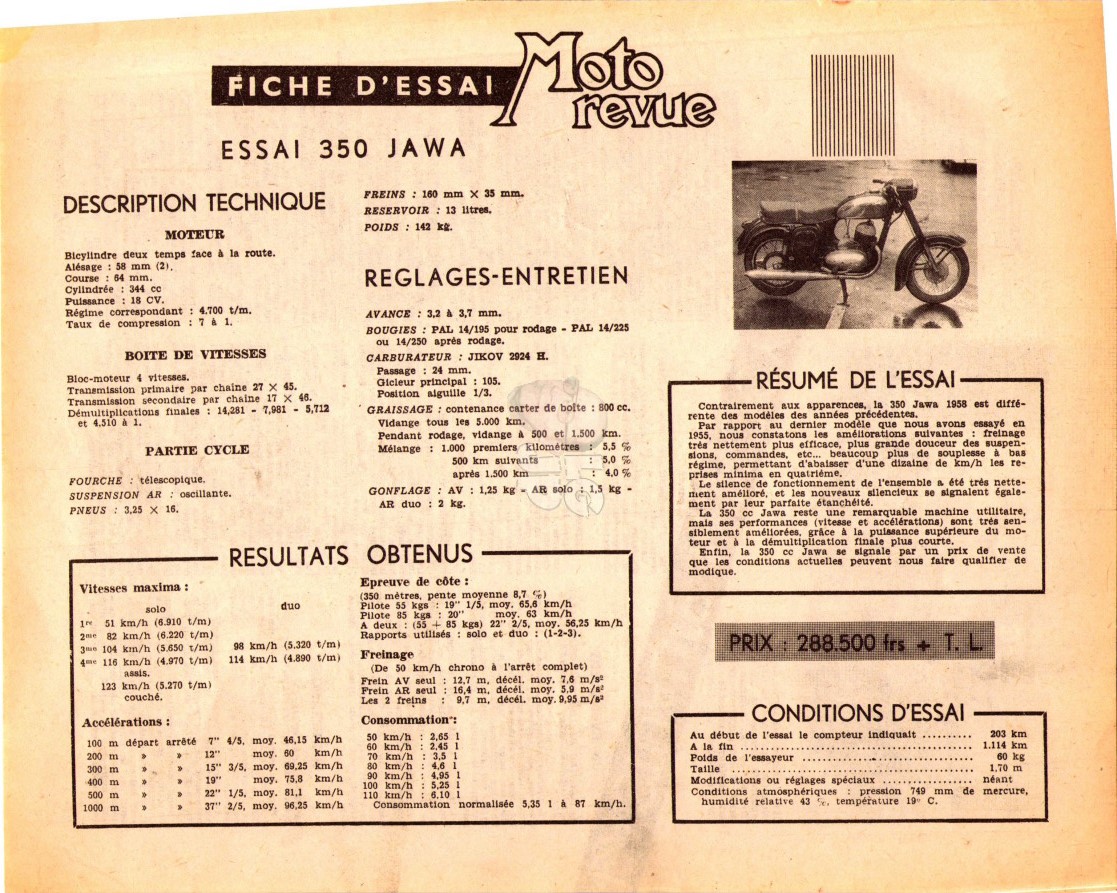 FICHE D'ESSAI Moto revue
ESSAI 350 JAWA
DESCRIPTION TECHNIQUE
MOTEUR
Bicylindre deux temps face à la route.
Alésage : 58 mm (2).
Course : 64 mm.
Cylindrée : 344 cc
Puissance : 18 CV.
Régime correspondant : 4.700 t/m.
Taux de compression : 7 à 1.
BOITE DE VITESSES
Bloc-moteur 4 vitesses.
Transmission primaire par chaîne 27 × 45.
Transmission secondaire par chaîne 17 × 46.
Démultiplications finales : 14,281 - 7,981 - 5,712
et 4,510 à 1.
PARTIE CYCLE
FOURCHE : télescopique.
SUSPENSION AR : oscillante.
PNEUS : 3,25 × 16.
FREINS : 160 mm × 35 mm.
RESERVOIR : 13 litres.
POIDS : 142 kg.
REGLAGES-ENTRETIEN
AVANCE : 3,2 à 3,7 mm.
BOUGIES : PAL 14/195 pour rodage - PAL 14/225
ou 14/250 après rodage.
CARBURATEUR : JIKOV 2924 H.
Passage : 24 mm.
Gicleur principal : 105.
Position aiguille 1/3.
GRAISSAGE : contenance carter de boîte : 800 cc.
Vidange tous les 5.000 km.
Pendant rodage, vidange à 500 et 1.500 km.
Mélange : 1.000 premiers kilomètres : 5,5 %
500 km suivants : 5,0 %
après 1.500 km : 4,0 %
GONFLAGE : AV : 1,25 kg - AR solo : 1,5 kg -
AR duo : 2 kg.
RESULTATS OBTENUS
Vitesses maxima :
solo duo
1re 51 km/h (6.910 t/m)
2me 82 km/h (6.220 t/m)
3me 104 km/h (5.650 t/m) 98 km/h (5,320 t/m)
4me 116 km/h (4.970 t/m) 114 km/h (4.890 t/m)
assis.
123 km/h (5.270 t/m)
couché.
Accélérations :
100 m départ arrêté 7" 4/5, moy. 46,15 km/h
200 m » » 12" moy. 60 km/h
300 m » » 15" 3/5, moy. 69,25 km/h
400 m » » 19" moy. 75,8 km/h
500 m » » 22" 1/5, moy. 81,1 km/h
1000 m » » 37" 2/5, moy. 96,25 km/h
Epreuve de côte :
(350 mètres, pente moyenne 8,7 %)
Pilote 55 kgs : 19" 1/5, moy. 65,6 km/h
Pilote 85 kgs : 20" moy. 63 km/h
A deux : (55 + 85 kgs) 22" 2/5, moy. 56,25 km/h
Rapports utilisés : solo et duo : (1-2-3).
Freinage
(De 50 km/h chrono à l'arrêt complet)
Frein AV seul : 12,7 m, décél. moy. 7,6 m/s²
Frein AR seul : 16,4 m, décél. moy. 5,9 m/s²
Les 2 freins : 9,7 m, décél. moy. 9,95 m/s²
Consommation :
50 km/h : 2,65 l
60 km/h : 2,45 l
70 km/h : 3,5 l
80 km/h : 4,6 l
90 km/h : 4,95 l
100 km/h : 5,25 l
110 km/h : 6,10 l
Consommation normalisée 5,35 l à 87 km/h.
RÉSUMÉ DE L'ESSAI
Contrairement aux apparences, la 350 Jawa 1958 est diffé-
rente des modèles des années précédentes.
Par rapport au dernier modèle que nous avons essayé en
1955, nous constatons les améliorations suivantes : freinage
très nettement plus efficace, plus grande douceur des suspen-
sions, commandes, etc... beaucoup plus de souplesse à bas
régime, permettant d'abaisser d'une dizaine de km/h les re-
prises minima en quatrième.
Le silence de fonctionnement de l'ensemble a été très nette-
ment amélioré, et les nouveaux silencieux se signalent égale-
ment par leur parfaite étanchéité.
La 350 cc Jawa reste une remarquable machine utilitaire,
mais ses performances (vitesse et accélérations) sont très sen-
siblement améliorées, grâce à la puissance supérieure du mo-
teur et à la démultiplication finale plus courte.
Enfin, la 350 cc Jawa se signale par un prix de vente
que les conditions actuelles peuvent nous faire qualifier de
modique.
PRIX : 288.500 frs + T. L.
CONDITIONS D'ESSAI
Au début de l'essai le compteur indiquait .......... 203 km
A la fin .......... 1.114 km
Poids de l'essayeur .......... 60 kg
Taille .......... 1,70 m
Modifications ou réglages spéciaux .......... néant
Conditions atmosphériques : pression 749 mm de mercure,
humidité relative 43 %, température 19° C.